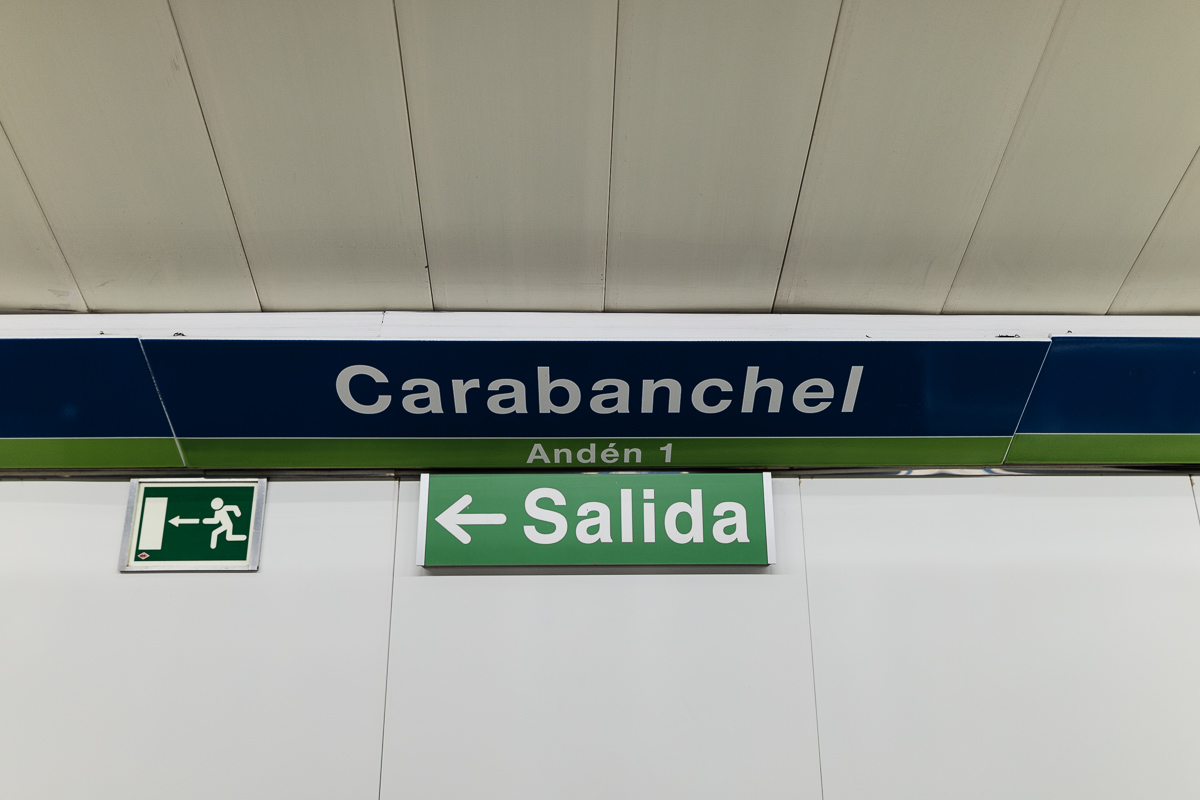 Carabanchel
Andén 1
← Salida